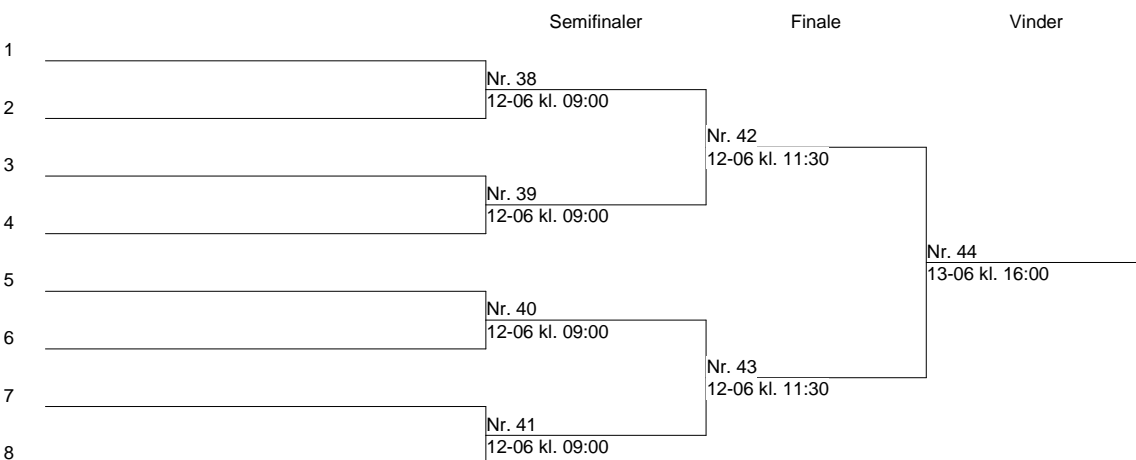 Semifinaler Finale Vinder
1
Nr. 38
12-06 kl. 09:00
2
Nr. 42
12-06 kl. 11:30
3
Nr. 39
12-06 kl. 09:00
4
Nr. 44
13-06 kl. 16:00
5
Nr. 40
12-06 kl. 09:00
6
Nr. 43
12-06 kl. 11:30
7
Nr. 41
12-06 kl. 09:00
8